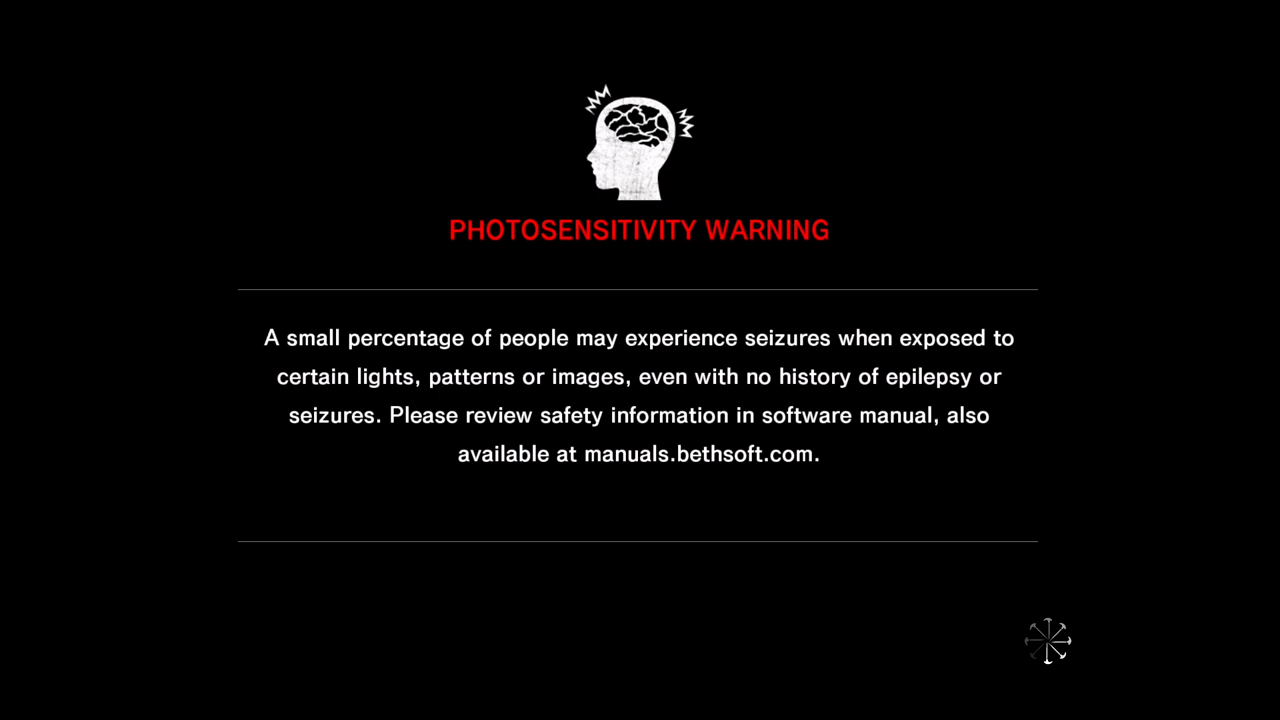 PHOTOSENSITIVITY WARNING
A small percentage of people may experience seizures when exposed to
certain lights, patterns or images, even with no history of epilepsy or
seizures. Please review safety information in software manual, also
available at manuals.bethsoft.com.